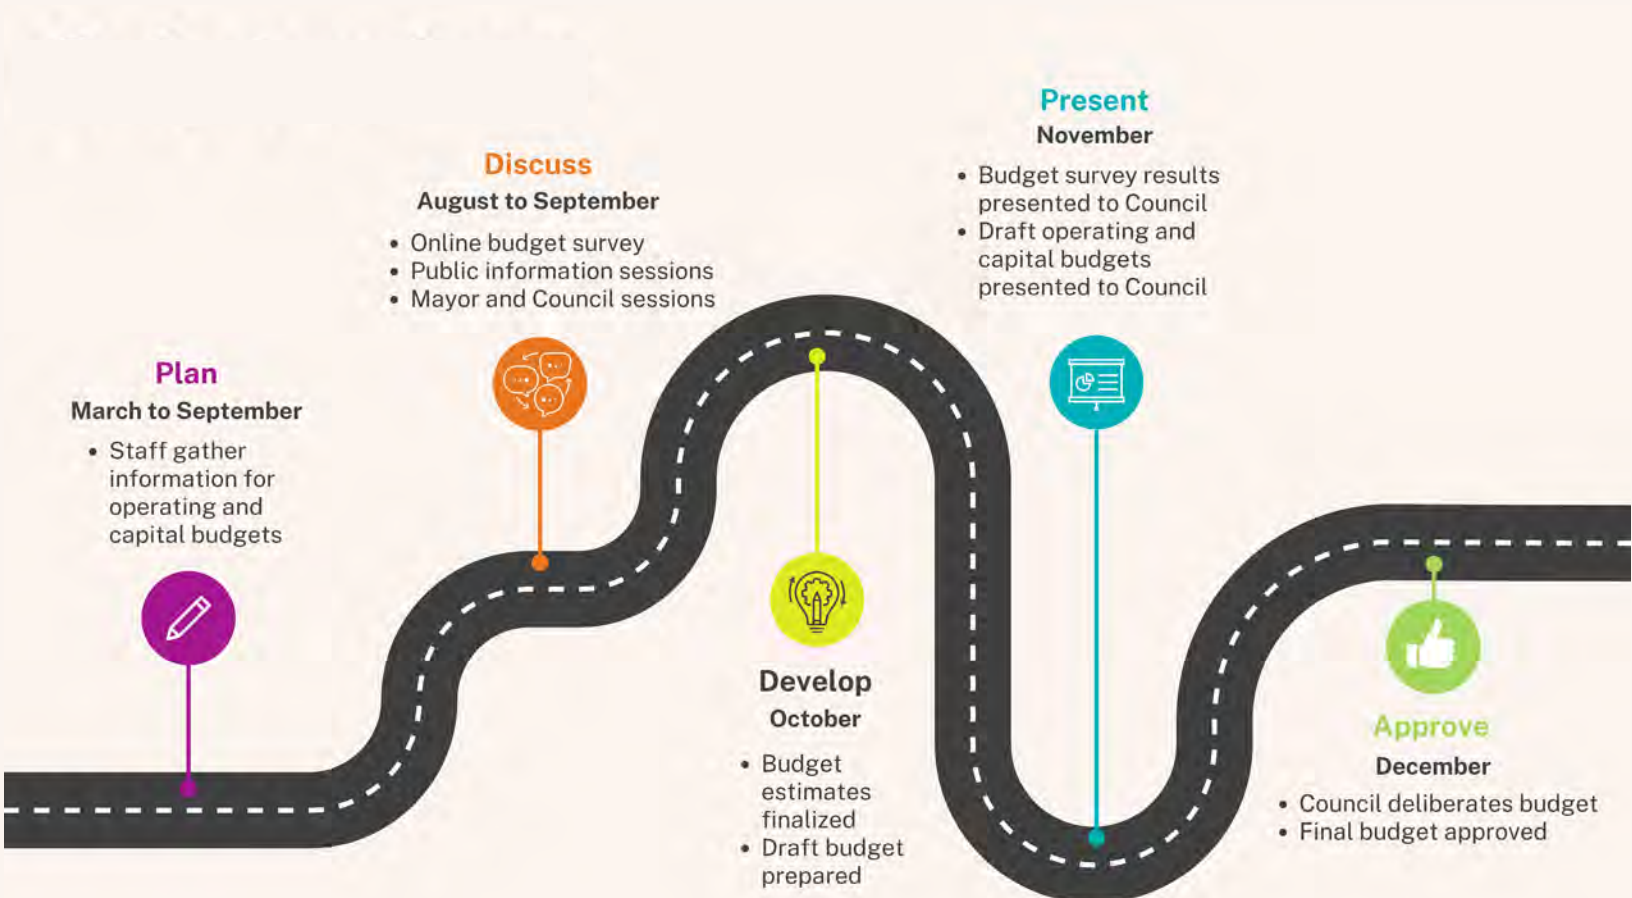 Plan
March to September
• Staff gather
information for
operating and
capital budgets
Discuss
August to September
• Online budget survey
• Public information sessions
• Mayor and Council sessions
Develop
October
• Budget
estimates
finalized
• Draft budget
prepared
Present
November
• Budget survey results
presented to Council
• Draft operating and
capital budgets
presented to Council
Approve
December
• Council deliberates budget
• Final budget approved